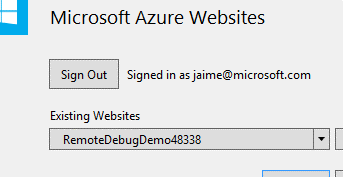 Microsoft Azure Websites
Sign Out Signed in as jaime@microsoft.com
Existing Websites
RemoteDebugDemo48338